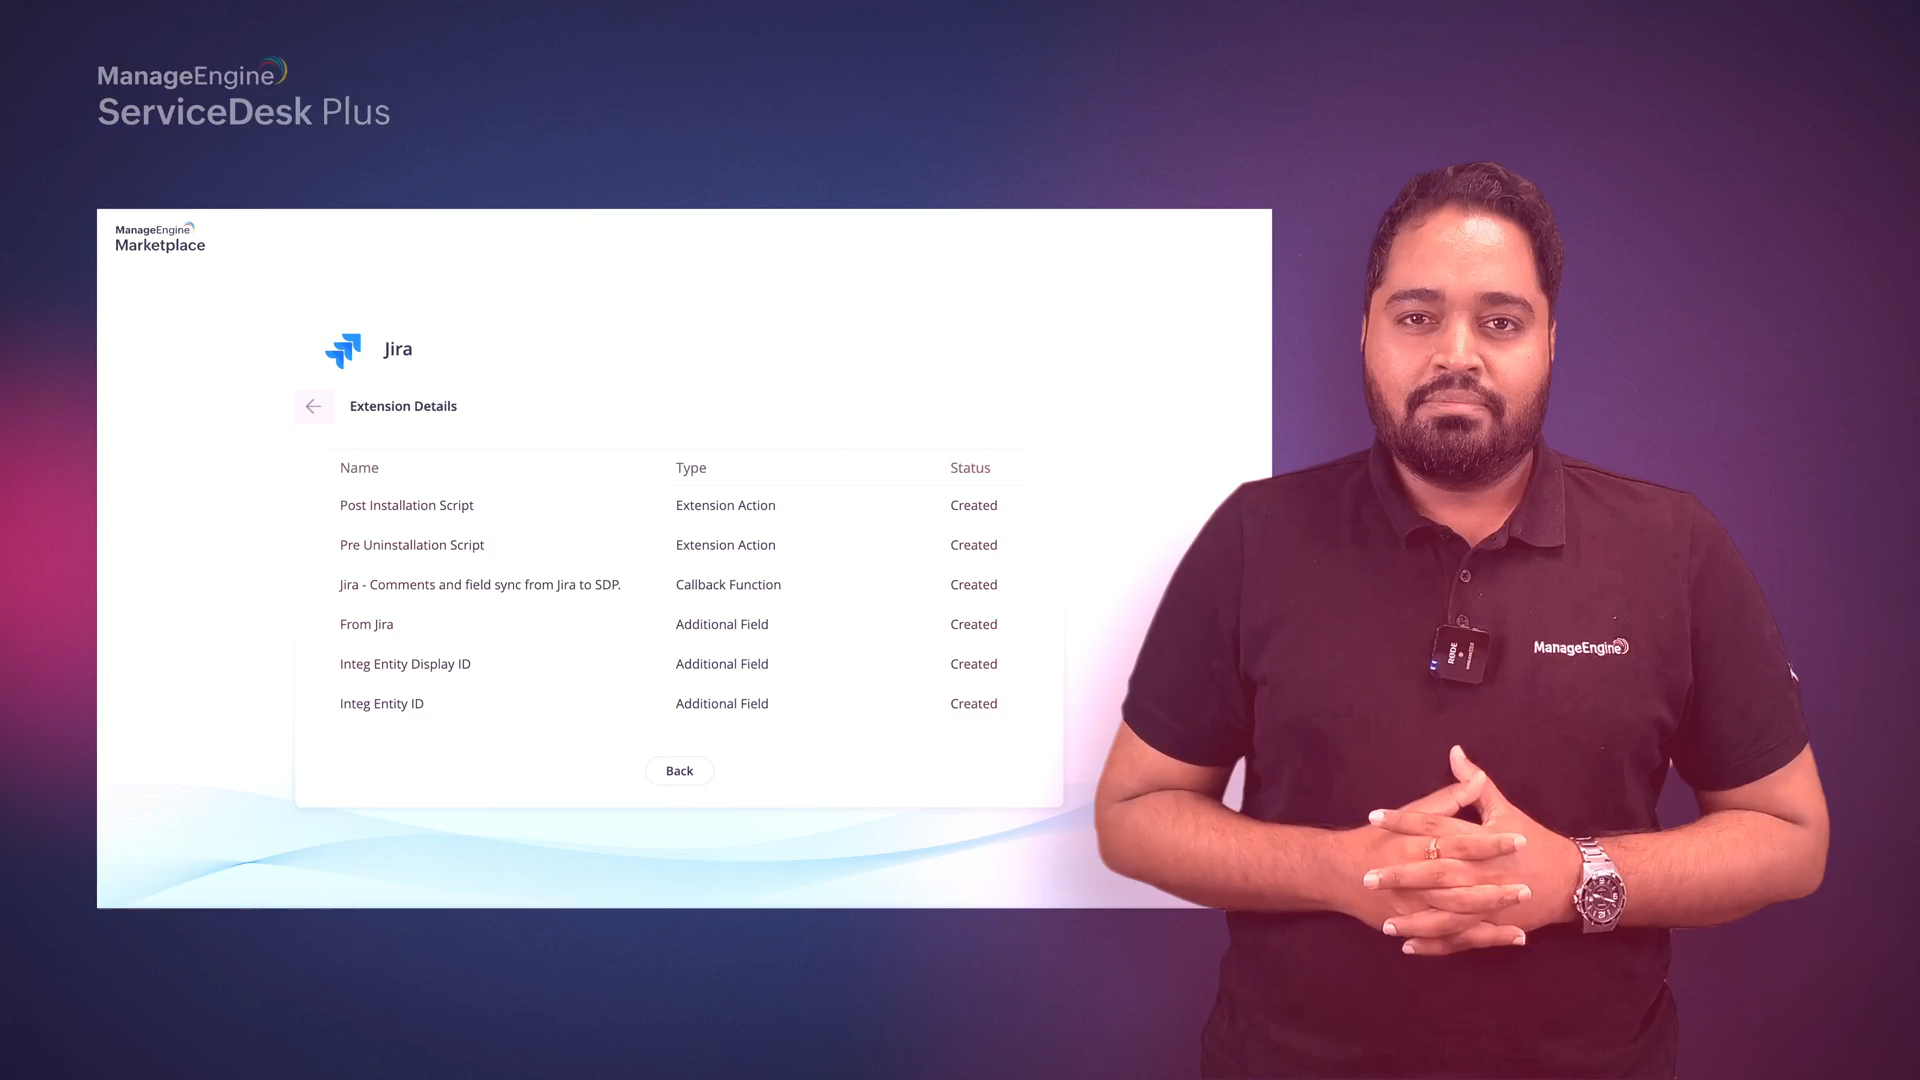 ManageEngine
ServiceDesk Plus
ManageEngine
Marketplace
Jira
Extension Details
Name Type Status
Post Installation Script Extension Action Created
Pre Uninstallation Script Extension Action Created
Jira - Comments and field sync from Jira to SDP. Callback Function Created
From Jira Additional Field Created
Integ Entity Display ID Additional Field Created
Integ Entity ID Additional Field Created
Back
RØDE
ManageEngine